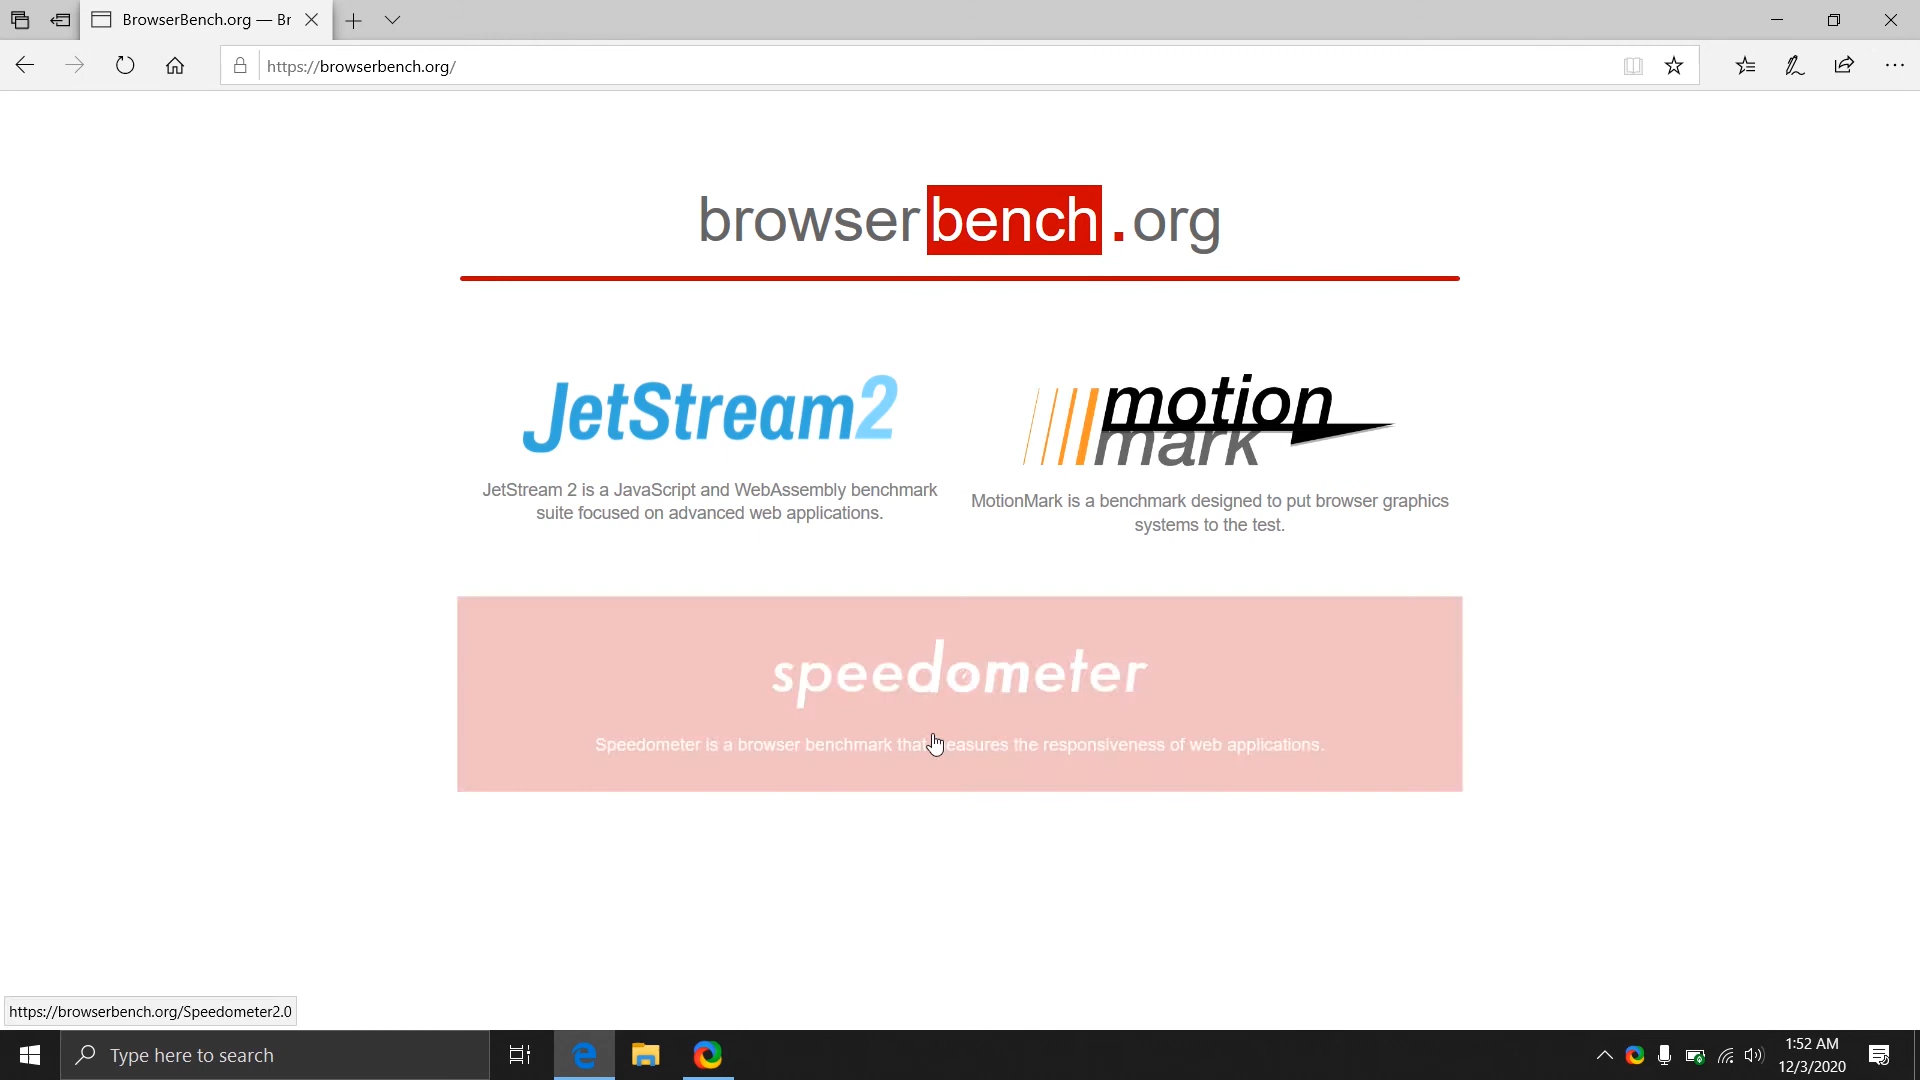 BrowserBench.org — Br
https://browserbench.org/
browserbench.org
JetStream2
JetStream 2 is a JavaScript and WebAssembly benchmark
suite focused on advanced web applications.
motion
mark
MotionMark is a benchmark designed to put browser graphics
systems to the test.
speedometer
Speedometer is a browser benchmark that measures the responsiveness of web applications.
https://browserbench.org/Speedometer2.0
Type here to search
1:52 AM
12/3/2020